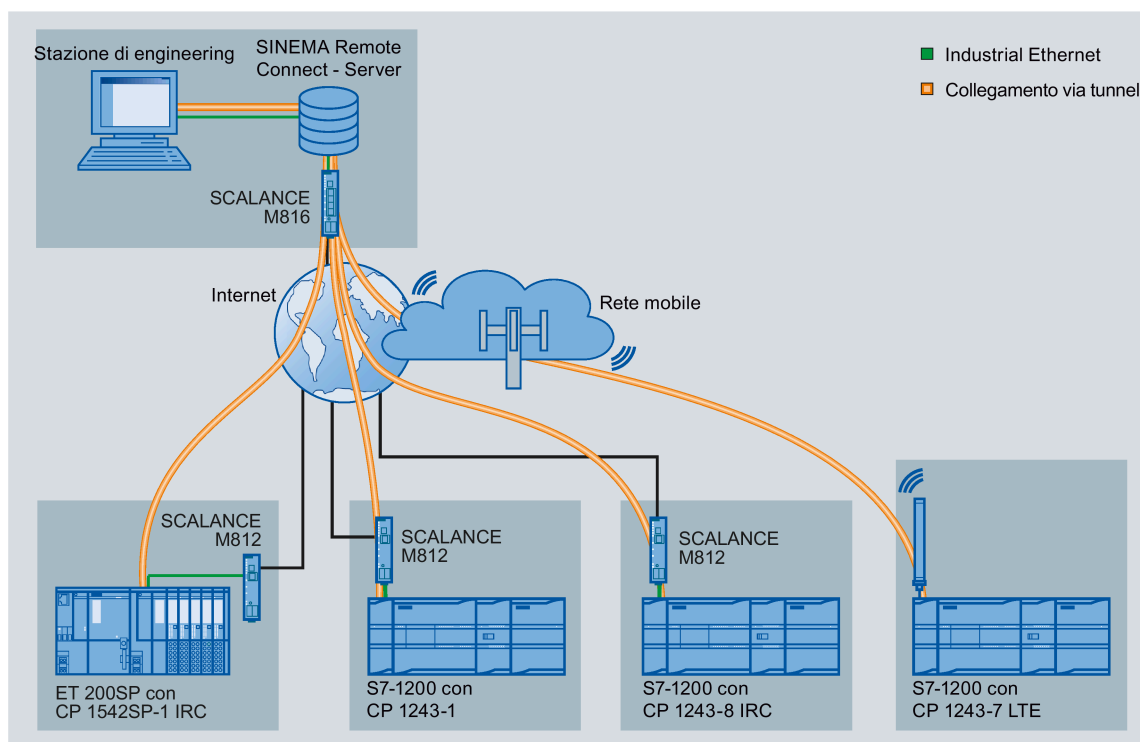 Stazione di engineering
SINEMA Remote
Connect - Server
Industrial Ethernet
Collegamento via tunnel
SCALANCE
M816
Internet
Rete mobile
SCALANCE
M812
SCALANCE
M812
SCALANCE
M812
ET 200SP con
CP 1542SP-1 IRC
S7-1200 con
CP 1243-1
S7-1200 con
CP 1243-8 IRC
S7-1200 con
CP 1243-7 LTE